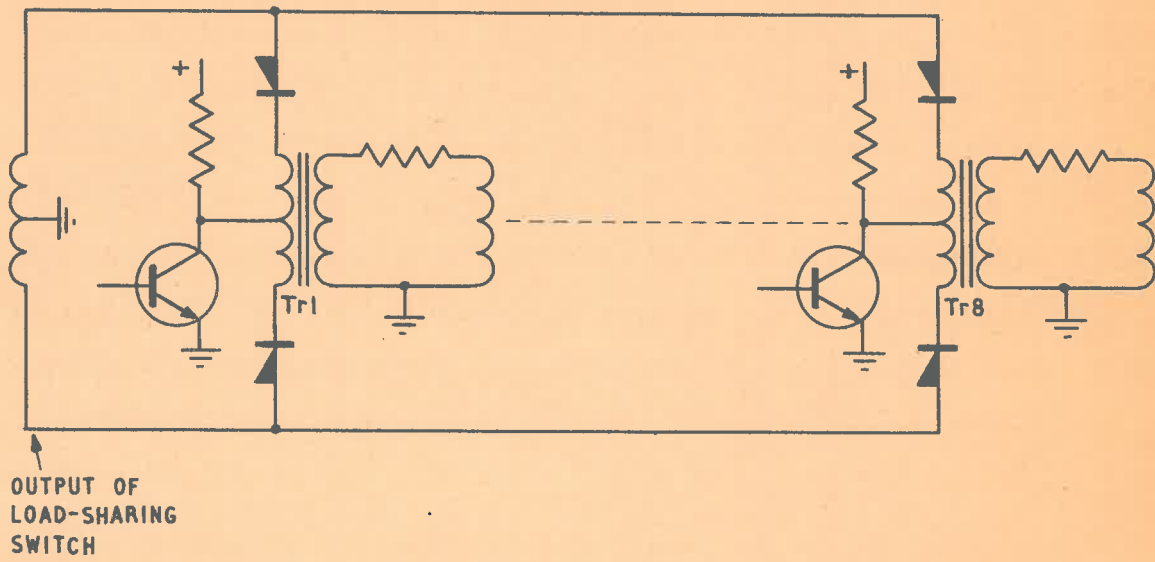 +
+
Tr1
Tr8
OUTPUT OF
LOAD-SHARING
SWITCH